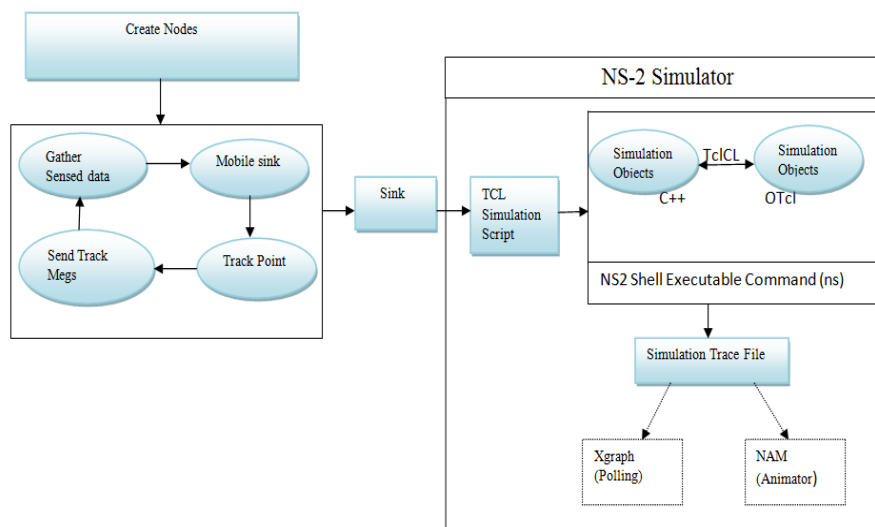 Create Nodes
NS-2 Simulator
Gather
Sensed data
Mobile sink
Send Track
Megs
Track Point
Sink
TCL
Simulation
Script
Simulation
Objects
TclCL
Simulation
Objects
C++
OTcl
NS2 Shell Executable Command (ns)
Simulation Trace File
Xgraph
(Polling)
NAM
(Animator)